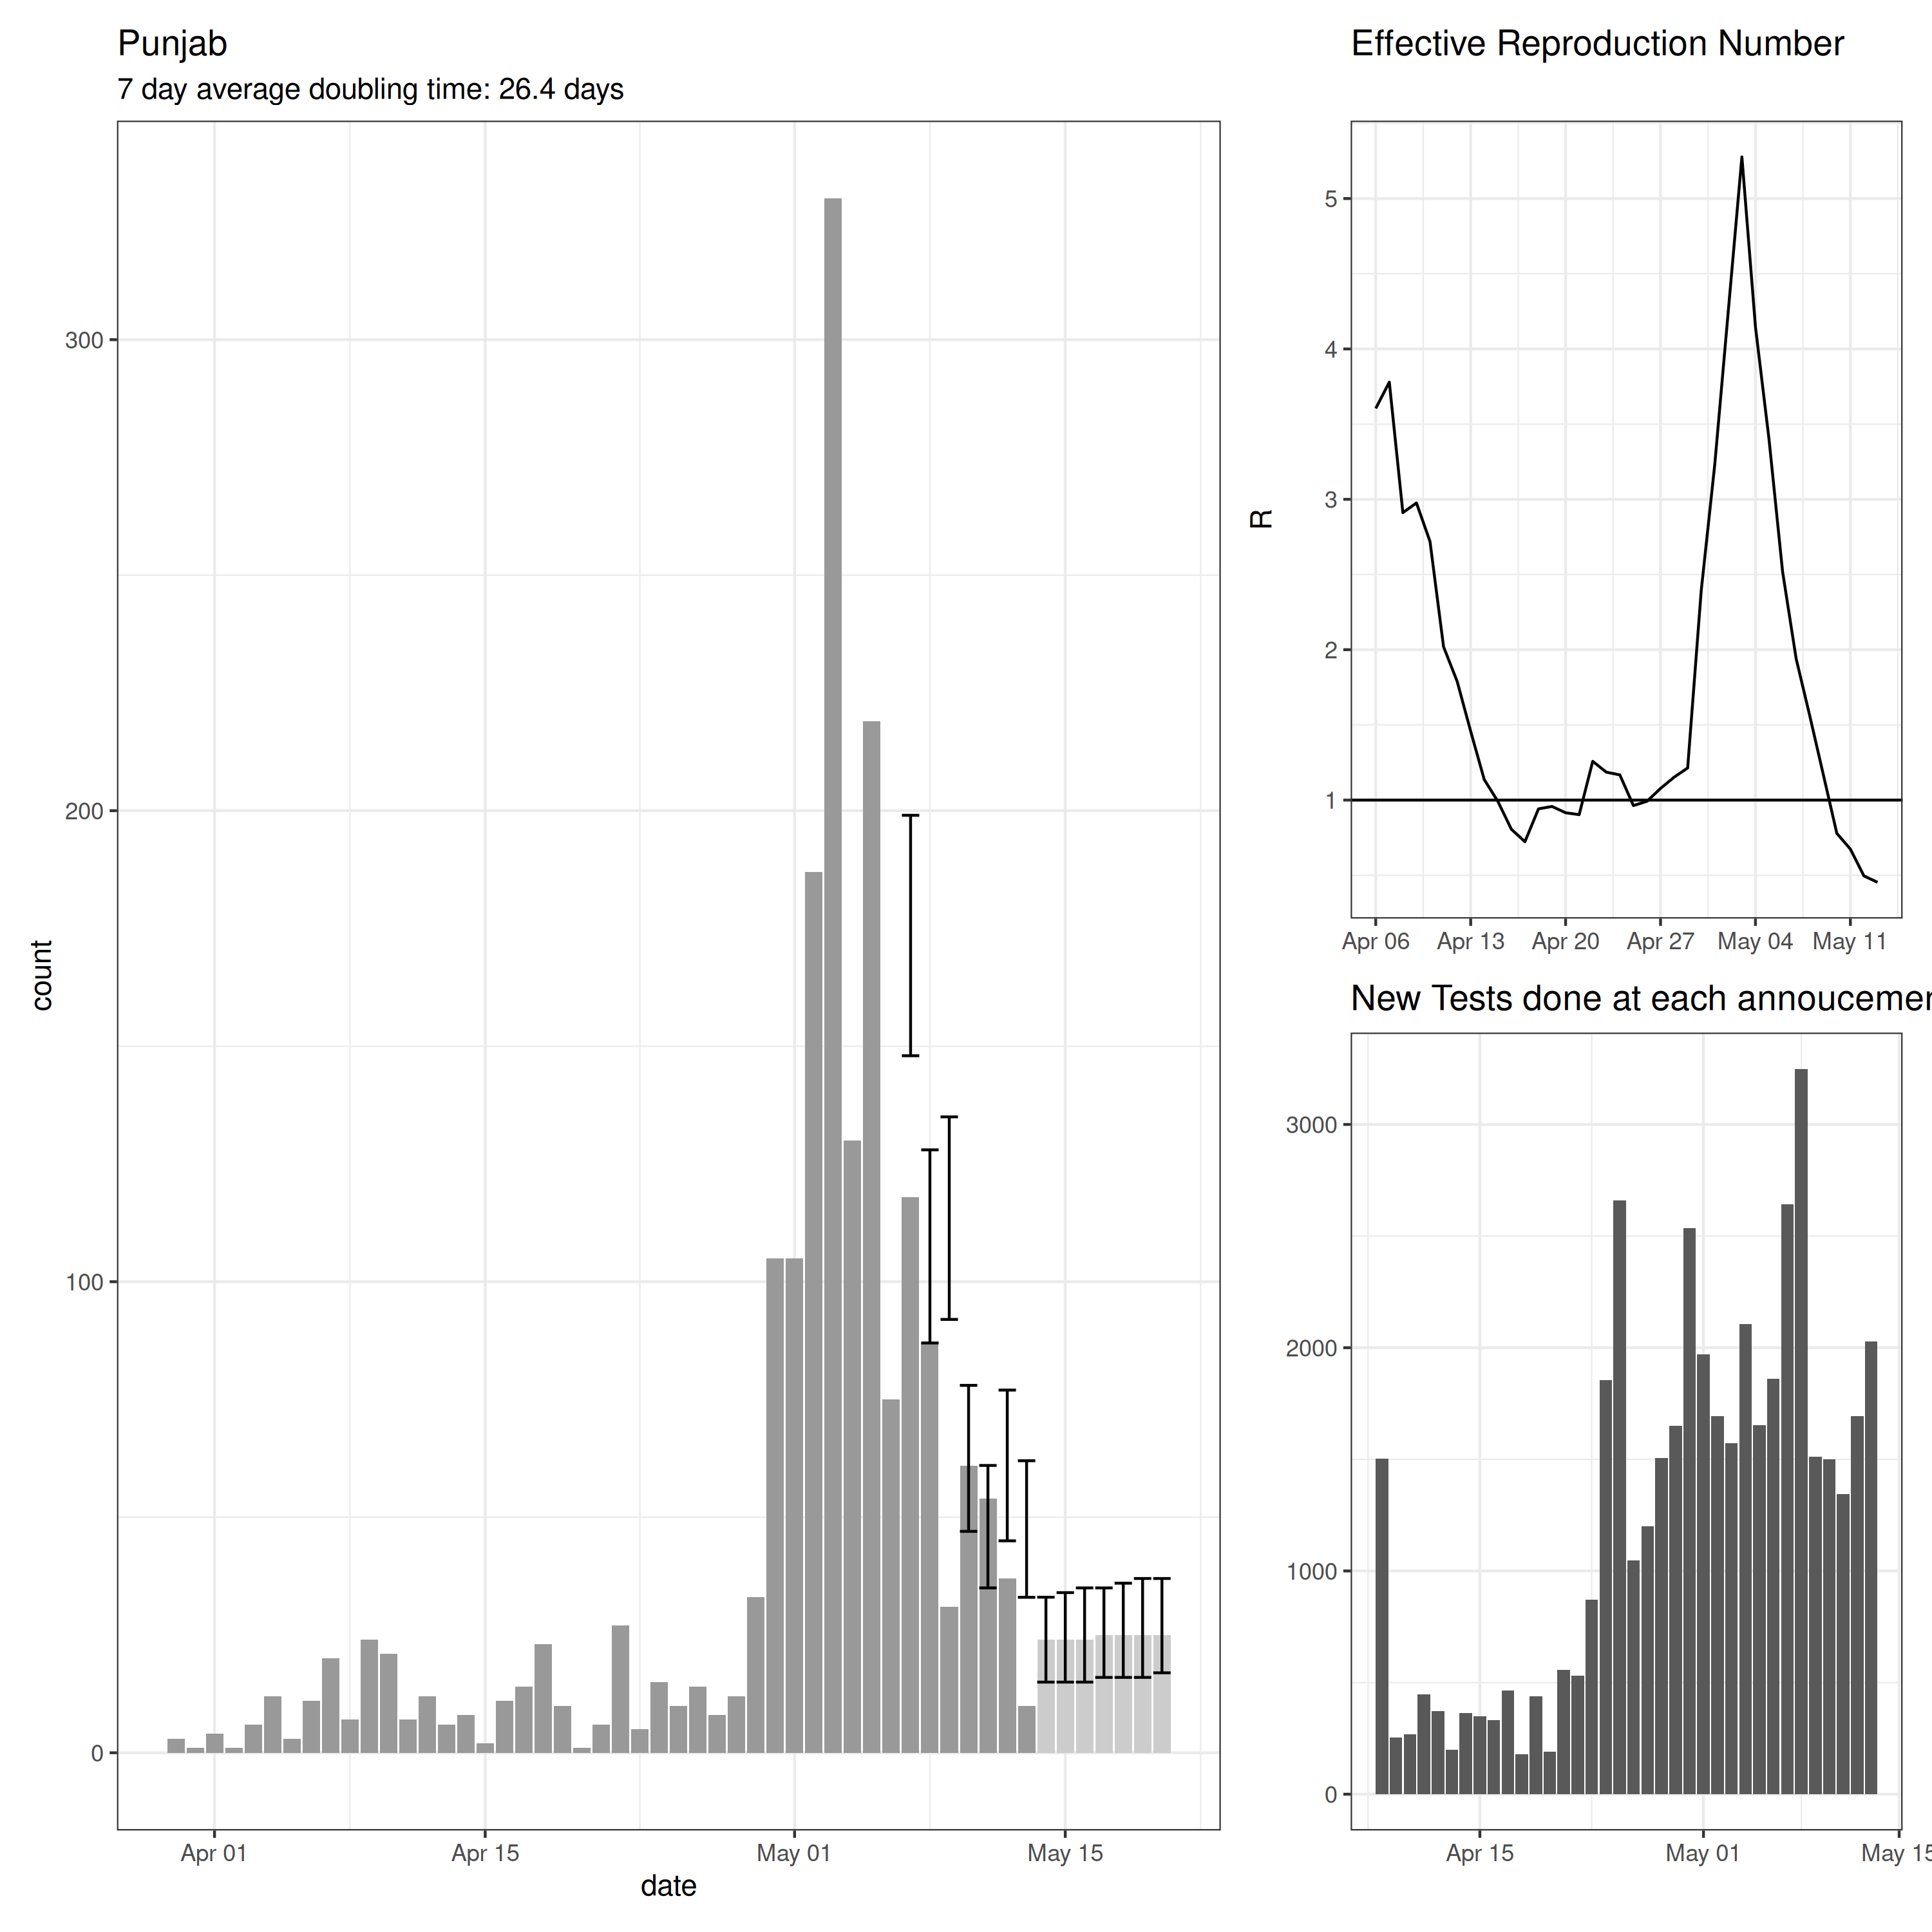 Punjab
7 day average doubling time: 26.4 days
count
300
200
100
0
Apr 01
Apr 15
May 01
May 15
date
Effective Reproduction Number
R
5
4
3
2
1
Apr 06
Apr 13
Apr 20
Apr 27
May 04
May 11
New Tests done at each annoucemen
3000
2000
1000
0
Apr 15
May 01
May 15